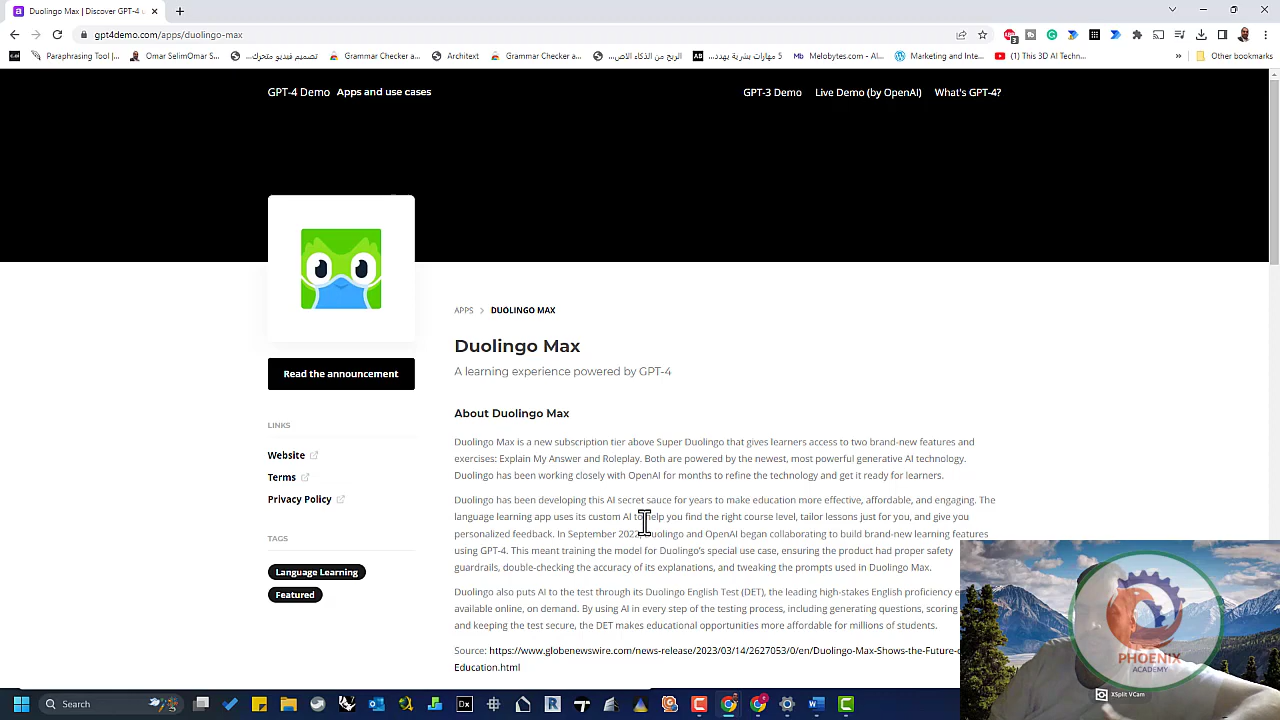 Duolingo Max | Discover GPT-4 u
gpt4demo.com/apps/duolingo-max
Paraphrasing Tool |...
Omar SelimOmar S...
تصميم فيديو متحرك...
Grammar Checker a...
Architext
Grammar Checker a...
الربح من الذكاء الاص...
5 مهارات بشرية يهدد...
Melobytes.com - AI...
Marketing and Inte...
(1) This 3D AI Techn...
»
Other bookmarks
GPT-4 Demo
Apps and use cases
GPT-3 Demo
Live Demo (by OpenAI)
What's GPT-4?
APPS
DUOLINGO MAX
Duolingo Max
A learning experience powered by GPT-4
Read the announcement
About Duolingo Max
LINKS
Website
Terms
Privacy Policy
TAGS
Language Learning
Featured
Duolingo Max is a new subscription tier above Super Duolingo that gives learners access to two brand-new features and
exercises: Explain My Answer and Roleplay. Both are powered by the newest, most powerful generative AI technology.
Duolingo has been working closely with OpenAI for months to refine the technology and get it ready for learners.
Duolingo has been developing this AI secret sauce for years to make education more effective, affordable, and engaging. The
language learning app uses its custom AI to help you find the right course level, tailor lessons just for you, and give you
personalized feedback. In September 2022, Duolingo and OpenAI began collaborating to build brand-new learning features
using GPT-4. This meant training the model for Duolingo's special use case, ensuring the product had proper safety
guardrails, double-checking the accuracy of its explanations, and tweaking the prompts used in Duolingo Max.
Duolingo also puts AI to the test through its Duolingo English Test (DET), the leading high-stakes English proficiency e
available online, on demand. By using AI in every step of the testing process, including generating questions, scoring
and keeping the test secure, the DET makes educational opportunities more affordable for millions of students.
Source: https://www.globenewswire.com/news-release/2023/03/14/2627053/0/en/Duolingo-Max-Shows-the-Future-o
Education.html
PHOENIX
ACADEMY
XSplit VCam
Search